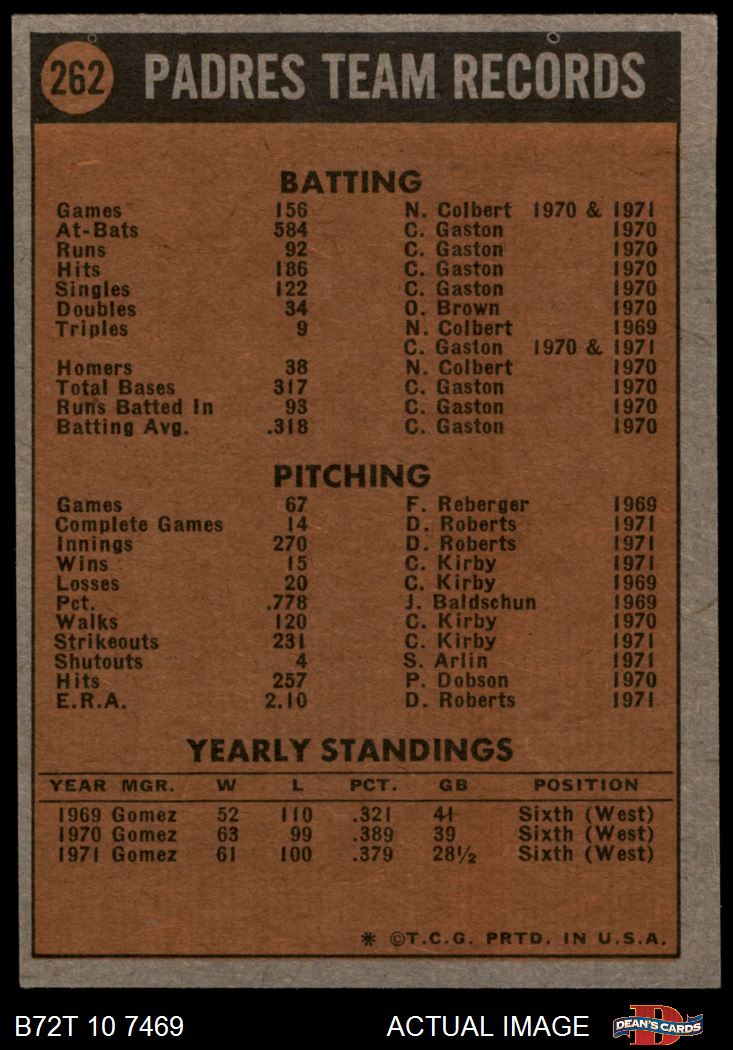 262 PADRES TEAM RECORDS
BATTING
Games 156 N. Colbert 1970 & 1971
At-Bats 584 C. Gaston 1970
Runs 92 C. Gaston 1970
Hits 186 C. Gaston 1970
Singles 122 C. Gaston 1970
Doubles 34 O. Brown 1970
Triples 9 N. Colbert 1969
C. Gaston 1970 & 1971
Homers 38 N. Colbert 1970
Total Bases 317 C. Gaston 1970
Runs Batted In 93 C. Gaston 1970
Batting Avg. .318 C. Gaston 1970
PITCHING
Games 67 F. Reberger 1969
Complete Games 14 D. Roberts 1971
Innings 270 D. Roberts 1971
Wins 15 C. Kirby 1971
Losses 20 C. Kirby 1969
Pct. .778 J. Baldschun 1969
Walks 120 C. Kirby 1970
Strikeouts 231 C. Kirby 1971
Shutouts 4 S. Arlin 1971
Hits 257 P. Dobson 1970
E.R.A. 2.10 D. Roberts 1971
YEARLY STANDINGS
YEAR MGR. W L PCT. GB POSITION
1969 Gomez 52 110 .321 41 Sixth (West)
1970 Gomez 63 99 .389 39 Sixth (West)
1971 Gomez 61 100 .379 28½ Sixth (West)
* ©T.C.G. PRTD. IN U.S.A.
B72T 10 7469 ACTUAL IMAGE D DEAN'S CARDS